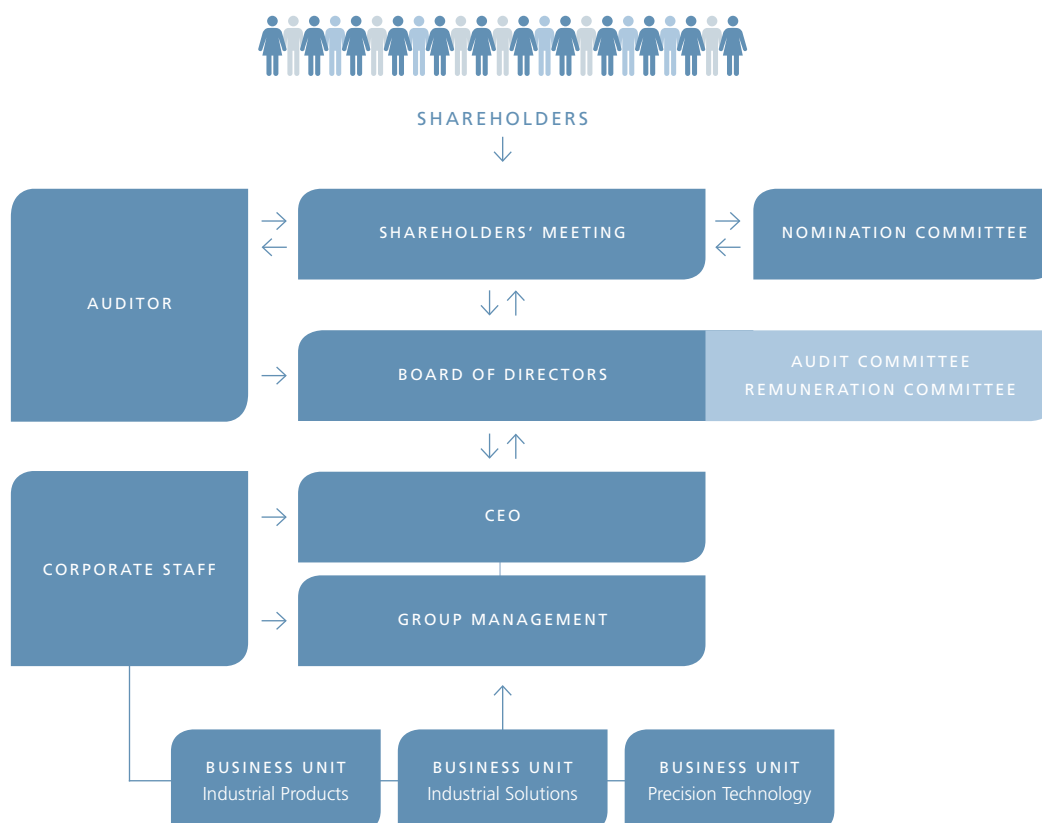 SHAREHOLDERS
SHAREHOLDERS’ MEETING
NOMINATION COMMITTEE
AUDITOR
BOARD OF DIRECTORS
AUDIT COMMITTEE
REMUNERATION COMMITTEE
CEO
CORPORATE STAFF
GROUP MANAGEMENT
BUSINESS UNIT
Industrial Products
BUSINESS UNIT
Industrial Solutions
BUSINESS UNIT
Precision Technology